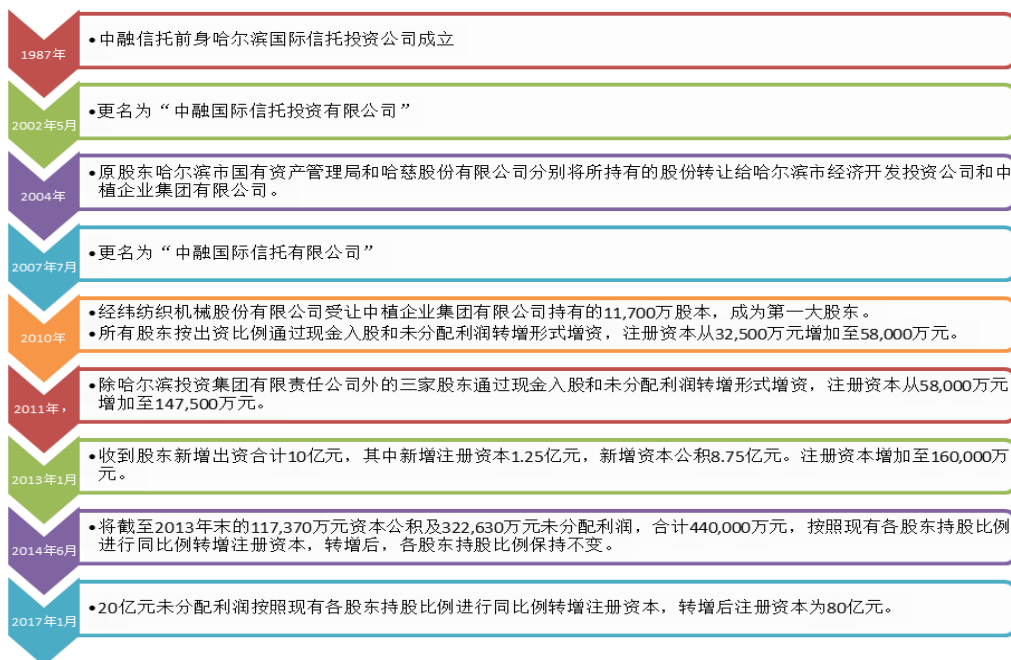 1987年
•中融信托前身哈尔滨国际信托投资公司成立
2002年5月
•更名为“中融国际信托投资有限公司”
2004年
•原股东哈尔滨市国有资产管理局和哈慈股份有限公司分别将所持有的股份转让给哈尔滨市经济开发投资公司和中
植企业集团有限公司。
2007年7月
•更名为“中融国际信托有限公司”
2010年
•经纬纺织机械股份有限公司受让中植企业集团有限公司持有的11,700万股本，成为第一大股东。
•所有股东按出资比例通过现金入股和未分配利润转增形式增资，注册资本从32,500万元增加至58,000万元。
2011年，
•除哈尔滨投资集团有限责任公司外的三家股东通过现金入股和未分配利润转增形式增资，注册资本从58,000万元
增加至147,500万元。
2013年1月
•收到股东新增出资合计10亿元，其中新增注册资本1.25亿元，新增资本公积8.75亿元。注册资本增加至160,000万
元。
2014年6月
•将截至2013年末的117,370万元资本公积及322,630万元未分配利润，合计440,000万元，按照现有各股东持股比例
进行同比例转增注册资本，转增后，各股东持股比例保持不变。
2017年1月
•20亿元未分配利润按照现有各股东持股比例进行同比例转增注册资本，转增后注册资本为80亿元。